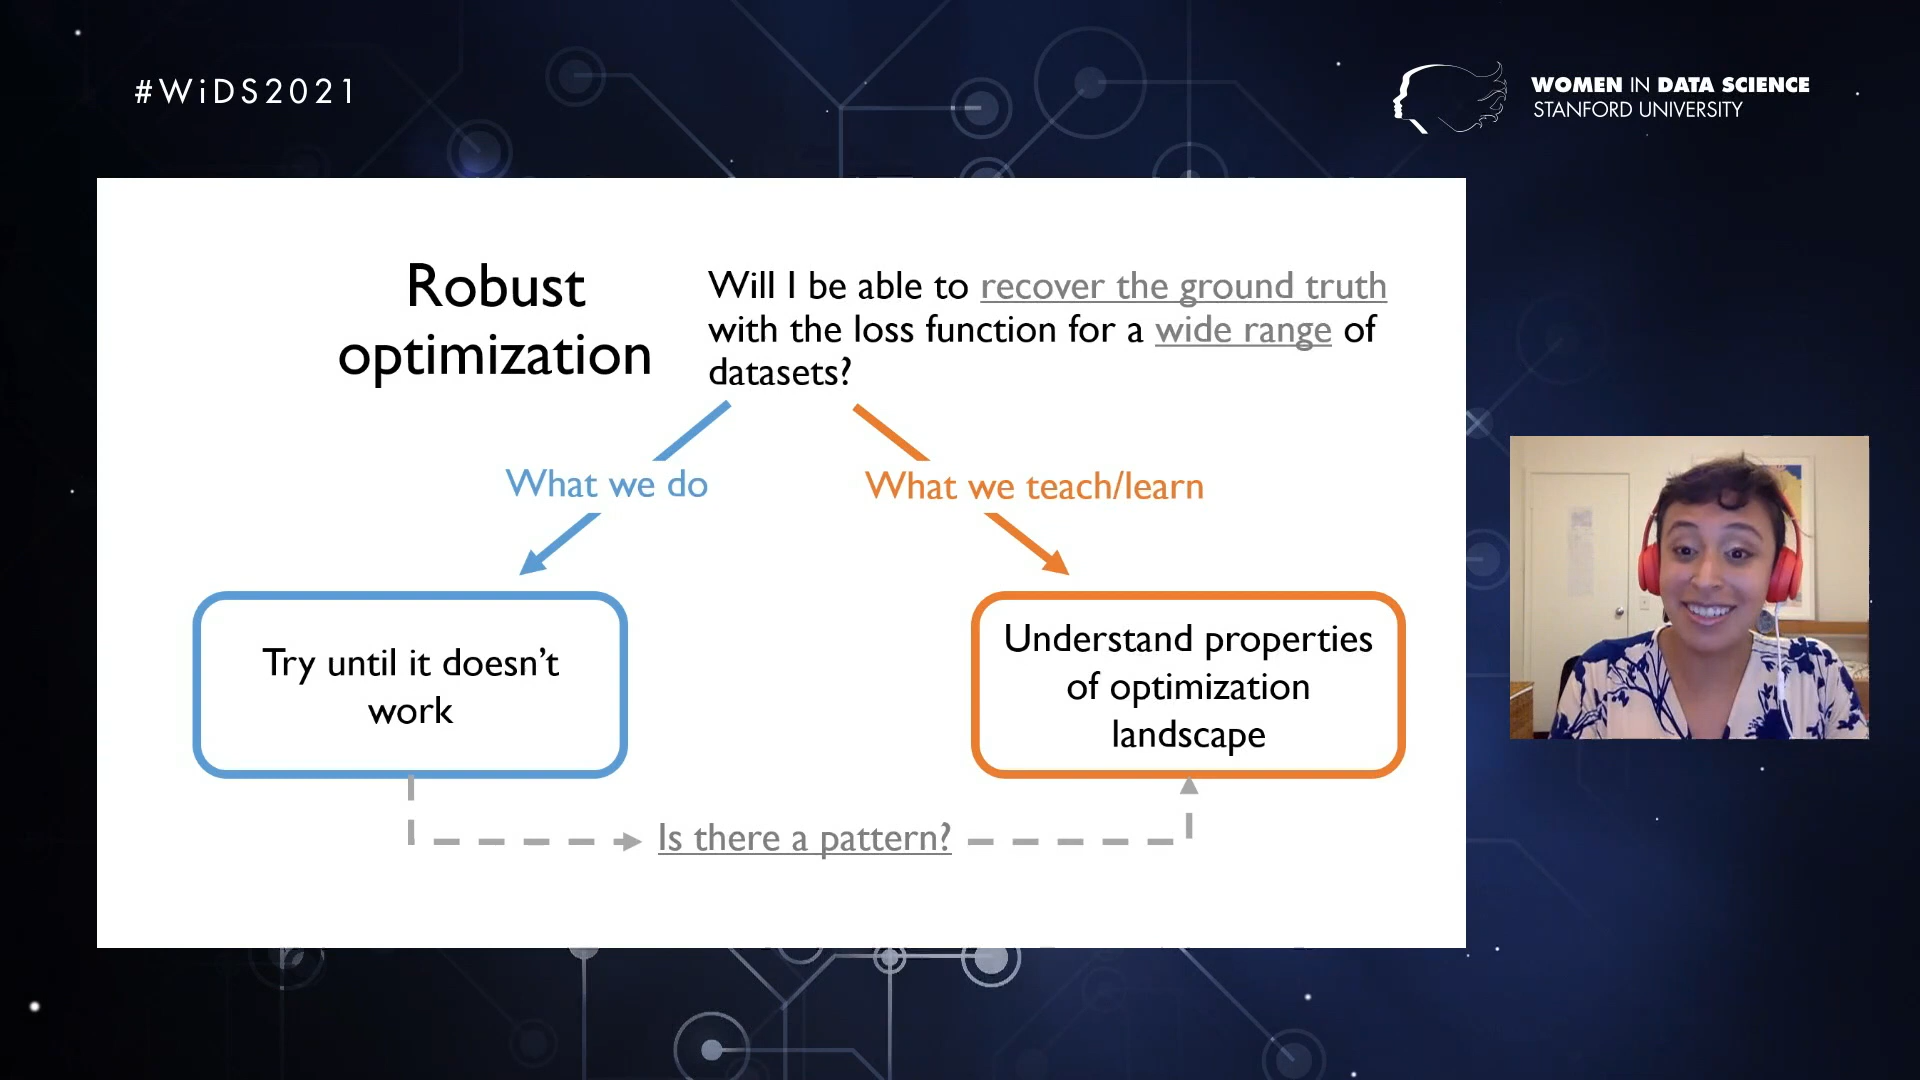 #WiDS2021
WOMEN IN DATA SCIENCE
STANFORD UNIVERSITY
Robust
optimization
Will I be able to recover the ground truth
with the loss function for a wide range of
datasets?
What we do
What we teach/learn
Try until it doesn’t
work
Understand properties
of optimization
landscape
Is there a pattern?